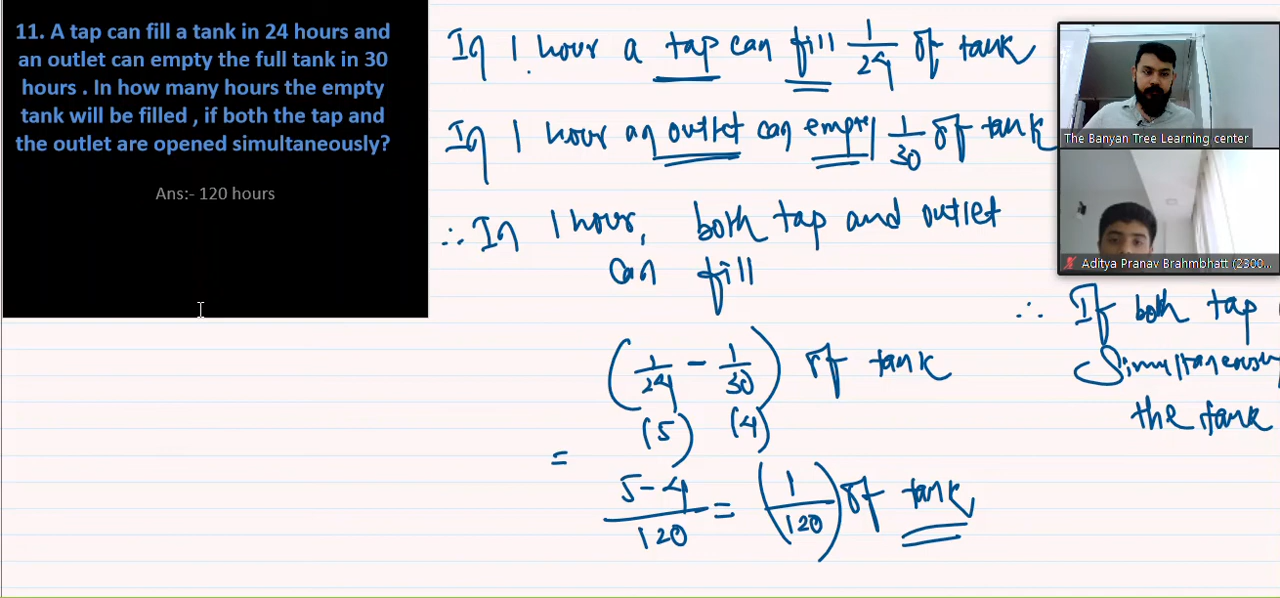 11. A tap can fill a tank in 24 hours and
an outlet can empty the full tank in 30
hours . In how many hours the empty
tank will be filled , if both the tap and
the outlet are opened simultaneously?
Ans:- 120 hours
In 1 hour a tap can fill 1/24 of tank
In 1 hour an outlet can empty 1/30 of tank
∴ In 1 hour, both tap and outlet
can fill
(1/24 - 1/30) of tank
(5) (4)
= 5-4/120 = (1/120) of tank
∴ If both tap
Simultaneous
the tank
The Banyan Tree Learning center
Aditya Pranav Brahmbhatt (2300...